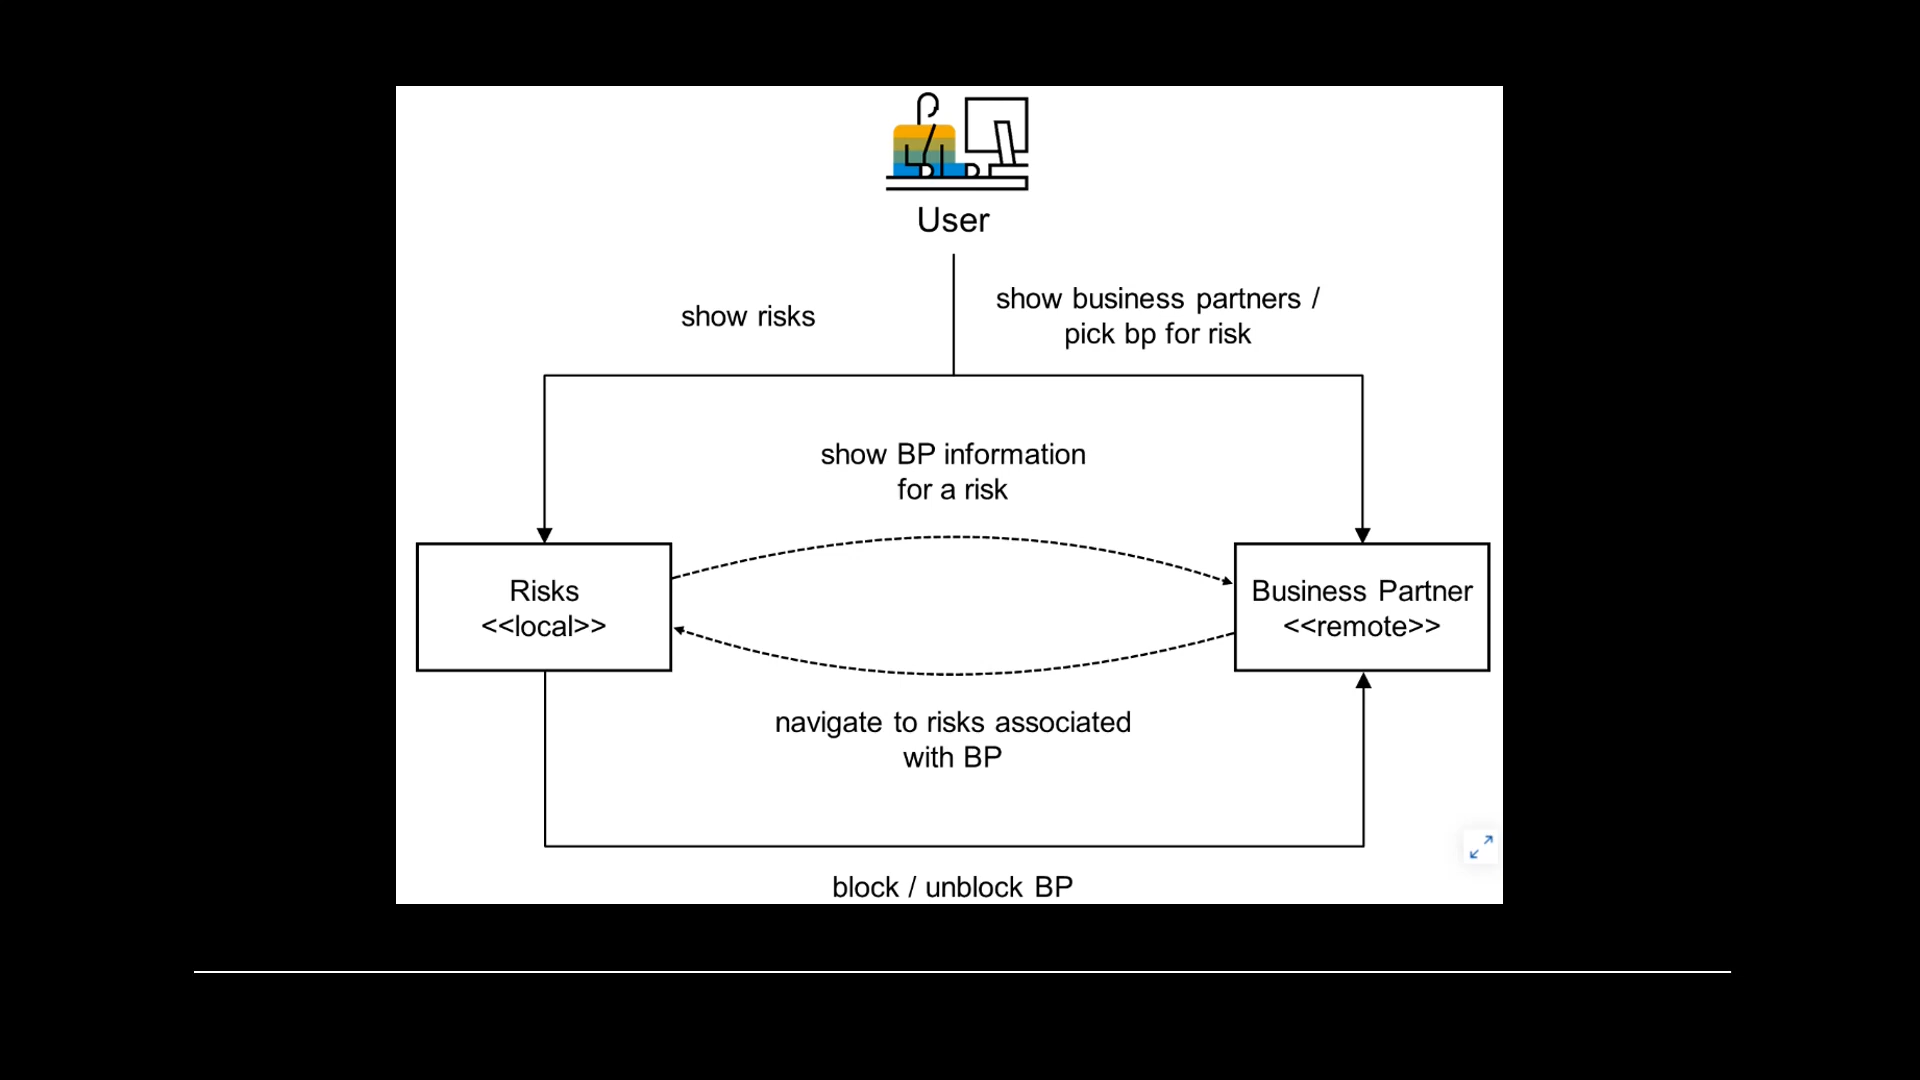 User
show risks
show business partners /
pick bp for risk
show BP information
for a risk
Risks
<<local>>
Business Partner
<<remote>>
navigate to risks associated
with BP
block / unblock BP